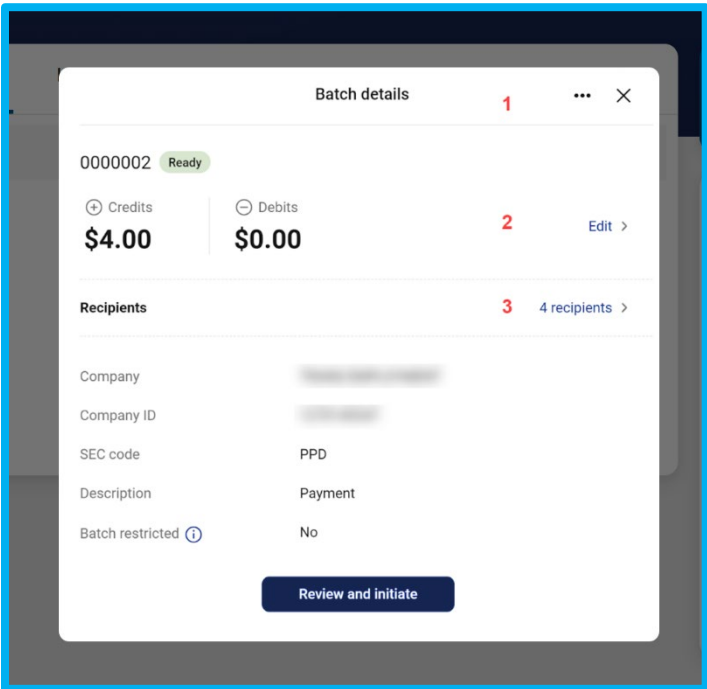 Batch details 1 •••
0000002 Ready
Credits Debits
$4.00 $0.00 2 Edit >
Recipients 3 4 recipients >
Company
Company ID
SEC code PPD
Description Payment
Batch restricted No
Review and initiate